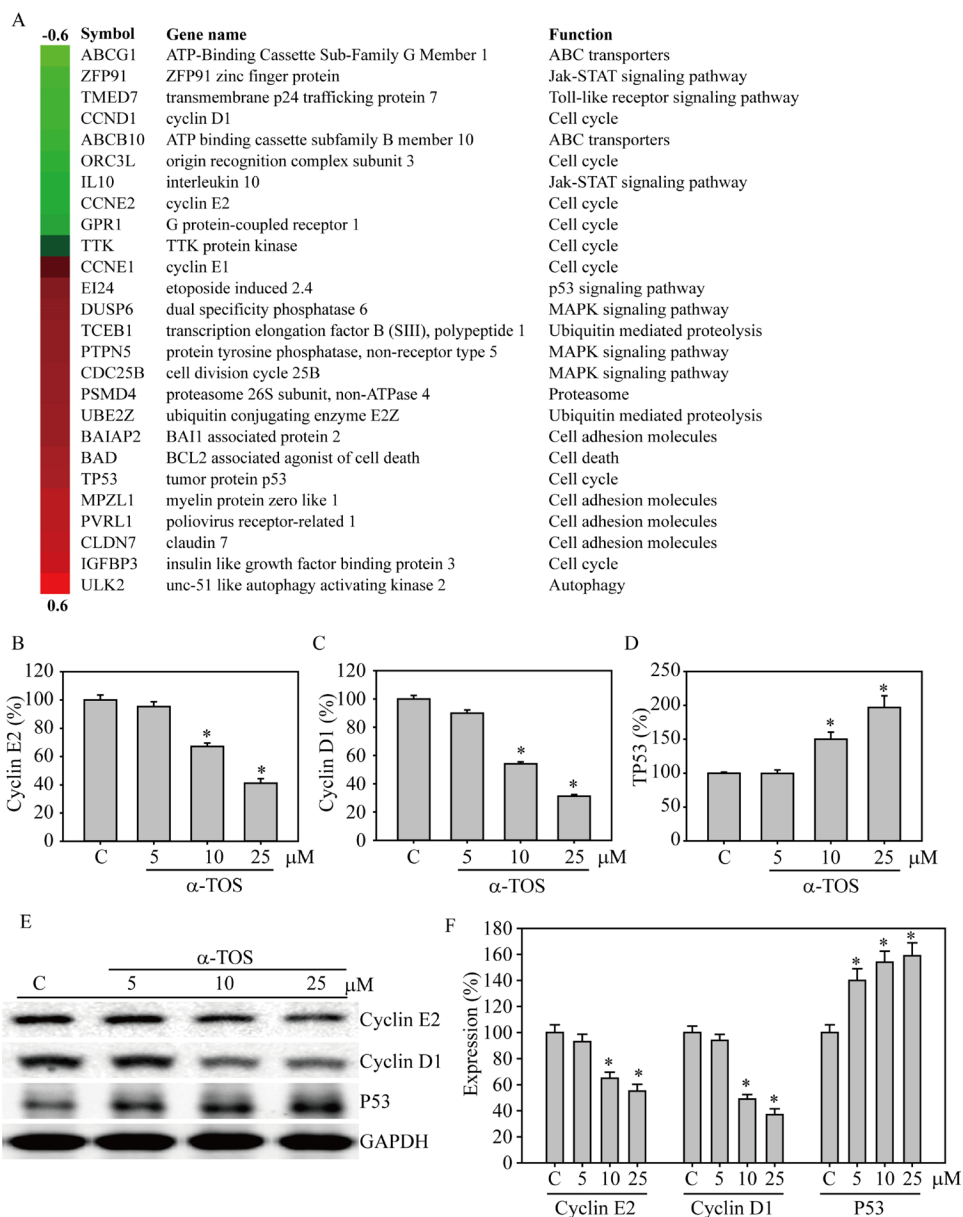 A
-0.6 Symbol Gene name Function
ABCG1 ATP-Binding Cassette Sub-Family G Member 1 ABC transporters
ZFP91 ZFP91 zinc finger protein Jak-STAT signaling pathway
TMED7 transmembrane p24 trafficking protein 7 Toll-like receptor signaling pathway
CCND1 cyclin D1 Cell cycle
ABCB10 ATP binding cassette subfamily B member 10 ABC transporters
ORC3L origin recognition complex subunit 3 Cell cycle
IL10 interleukin 10 Jak-STAT signaling pathway
CCNE2 cyclin E2 Cell cycle
GPR1 G protein-coupled receptor 1 Cell cycle
TTK TTK protein kinase Cell cycle
CCNE1 cyclin E1 Cell cycle
EI24 etoposide induced 2.4 p53 signaling pathway
DUSP6 dual specificity phosphatase 6 MAPK signaling pathway
TCEB1 transcription elongation factor B (SIII), polypeptide 1 Ubiquitin mediated proteolysis
PTPN5 protein tyrosine phosphatase, non-receptor type 5 MAPK signaling pathway
CDC25B cell division cycle 25B MAPK signaling pathway
PSMD4 proteasome 26S subunit, non-ATPase 4 Proteasome
UBE2Z ubiquitin conjugating enzyme E2Z Ubiquitin mediated proteolysis
BAIAP2 BAI1 associated protein 2 Cell adhesion molecules
BAD BCL2 associated agonist of cell death Cell death
TP53 tumor protein p53 Cell cycle
MPZL1 myelin protein zero like 1 Cell adhesion molecules
PVRL1 poliovirus receptor-related 1 Cell adhesion molecules
CLDN7 claudin 7 Cell adhesion molecules
IGFBP3 insulin like growth factor binding protein 3 Cell cycle
ULK2 unc-51 like autophagy activating kinase 2 Autophagy
0.6
B
Cyclin E2 (%)
120
100
80
60
40
20
0
* *
C 5 10 25 μM
α-TOS
C
Cyclin D1 (%)
120
100
80
60
40
20
0
* *
C 5 10 25 μM
α-TOS
D
TP53 (%)
250
200
150
100
50
0
* *
C 5 10 25 μM
α-TOS
E
α-TOS
C 5 10 25 μM
Cyclin E2
Cyclin D1
P53
GAPDH
F
Expression (%)
180
160
140
120
100
80
60
40
20
0
* * * * * * *
C 5 10 25 C 5 10 25 C 5 10 25 μM
Cyclin E2 Cyclin D1 P53